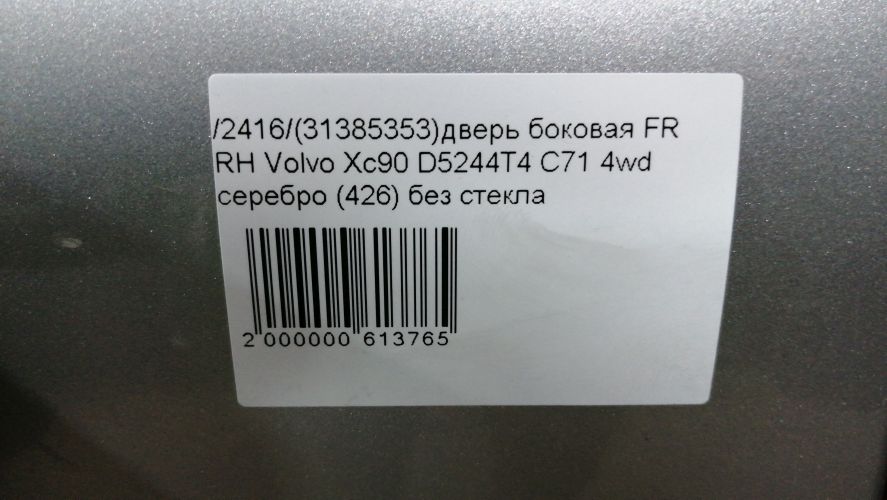 /2416/(31385353)дверь боковая FR
RH Volvo Xc90 D5244T4 C71 4wd
серебро (426) без стекла
2 000000 613765